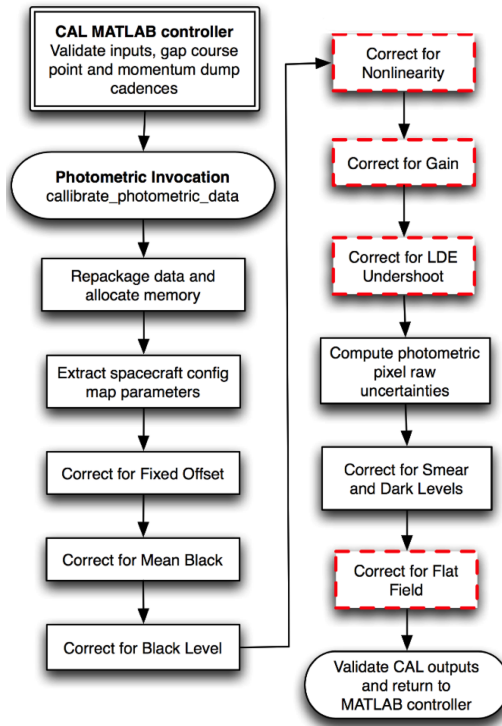 CAL MATLAB controller
Validate inputs, gap course
point and momentum dump
cadences
Photometric Invocation
callibrate_photometric_data
Repackage data and
allocate memory
Extract spacecraft config
map parameters
Correct for Fixed Offset
Correct for Mean Black
Correct for Black Level
Correct for
Nonlinearity
Correct for Gain
Correct for LDE
Undershoot
Compute photometric
pixel raw
uncertainties
Correct for Smear
and Dark Levels
Correct for Flat
Field
Validate CAL outputs
and return to
MATLAB controller